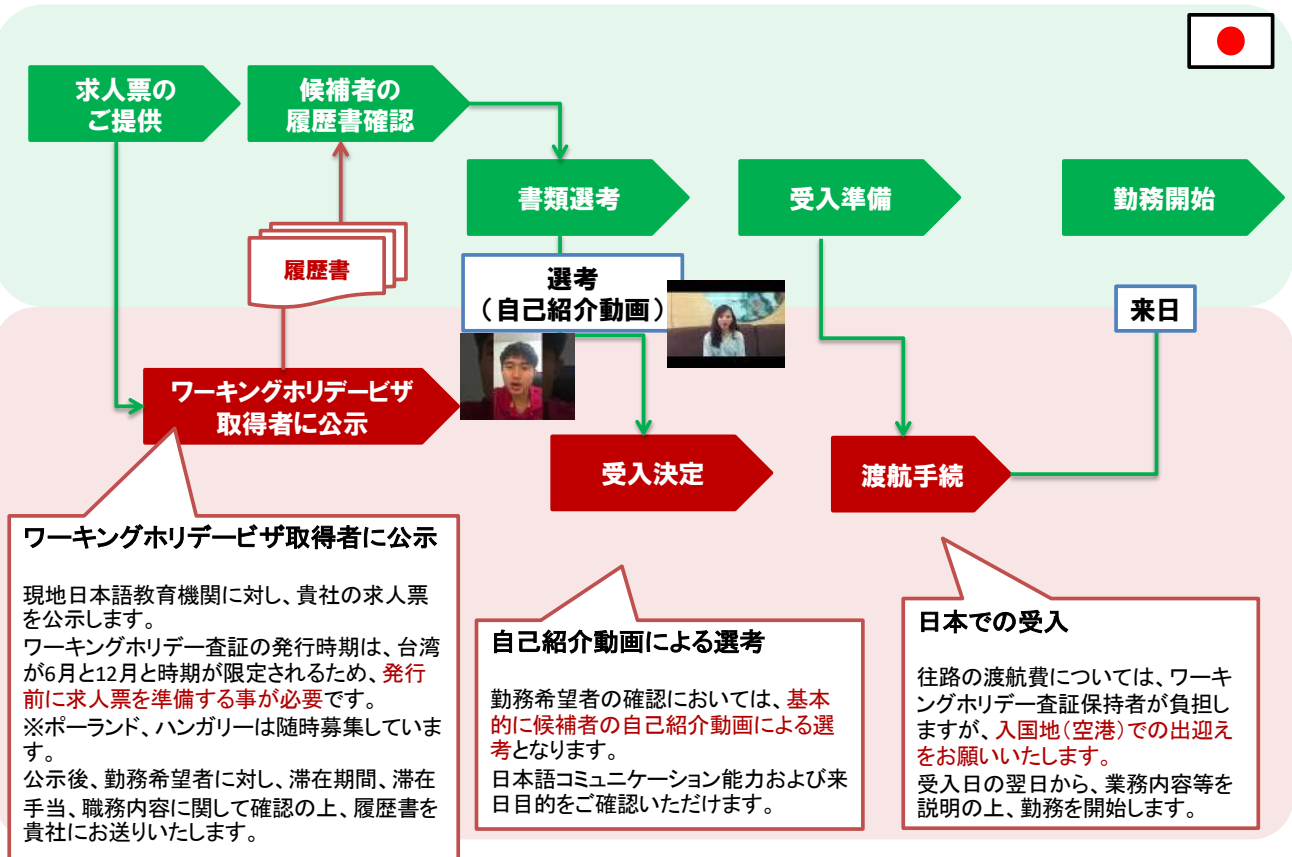 求人票の
ご提供
候補者の
履歴書確認
書類選考
受入準備
勤務開始
履歴書
選考
（自己紹介動画）
来日
ワーキングホリデービザ
取得者に公示
受入決定
渡航手続
ワーキングホリデービザ取得者に公示
現地日本語教育機関に対し、貴社の求人票
を公示します。
ワーキングホリデー査証の発行時期は、台湾
が6月と12月と時期が限定されるため、発行
前に求人票を準備する事が必要です。
※ポーランド、ハンガリーは随時募集していま
す。
公示後、勤務希望者に対し、滞在期間、滞在
手当、職務内容に関して確認の上、履歴書を
貴社にお送りいたします。
自己紹介動画による選考
勤務希望者の確認においては、基本
的に候補者の自己紹介動画による選
考となります。
日本語コミュニケーション能力および来
日目的をご確認いただけます。
日本での受入
往路の渡航費については、ワーキ
ングホリデー査証保持者が負担し
ますが、入国地（空港）での出迎え
をお願いいたします。
受入日の翌日から、業務内容等を
説明の上、勤務を開始します。